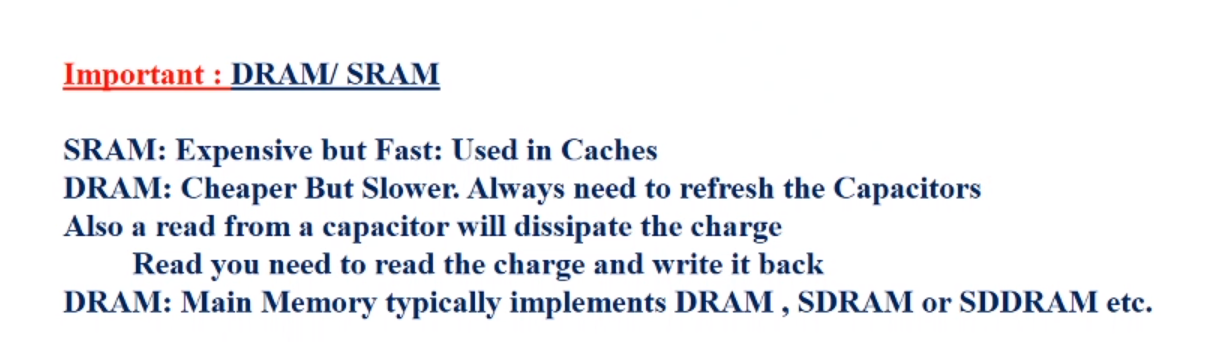 Important : DRAM/ SRAM
SRAM: Expensive but Fast: Used in Caches
DRAM: Cheaper But Slower. Always need to refresh the Capacitors
Also a read from a capacitor will dissipate the charge
Read you need to read the charge and write it back
DRAM: Main Memory typically implements DRAM , SDRAM or SDDRAM etc.